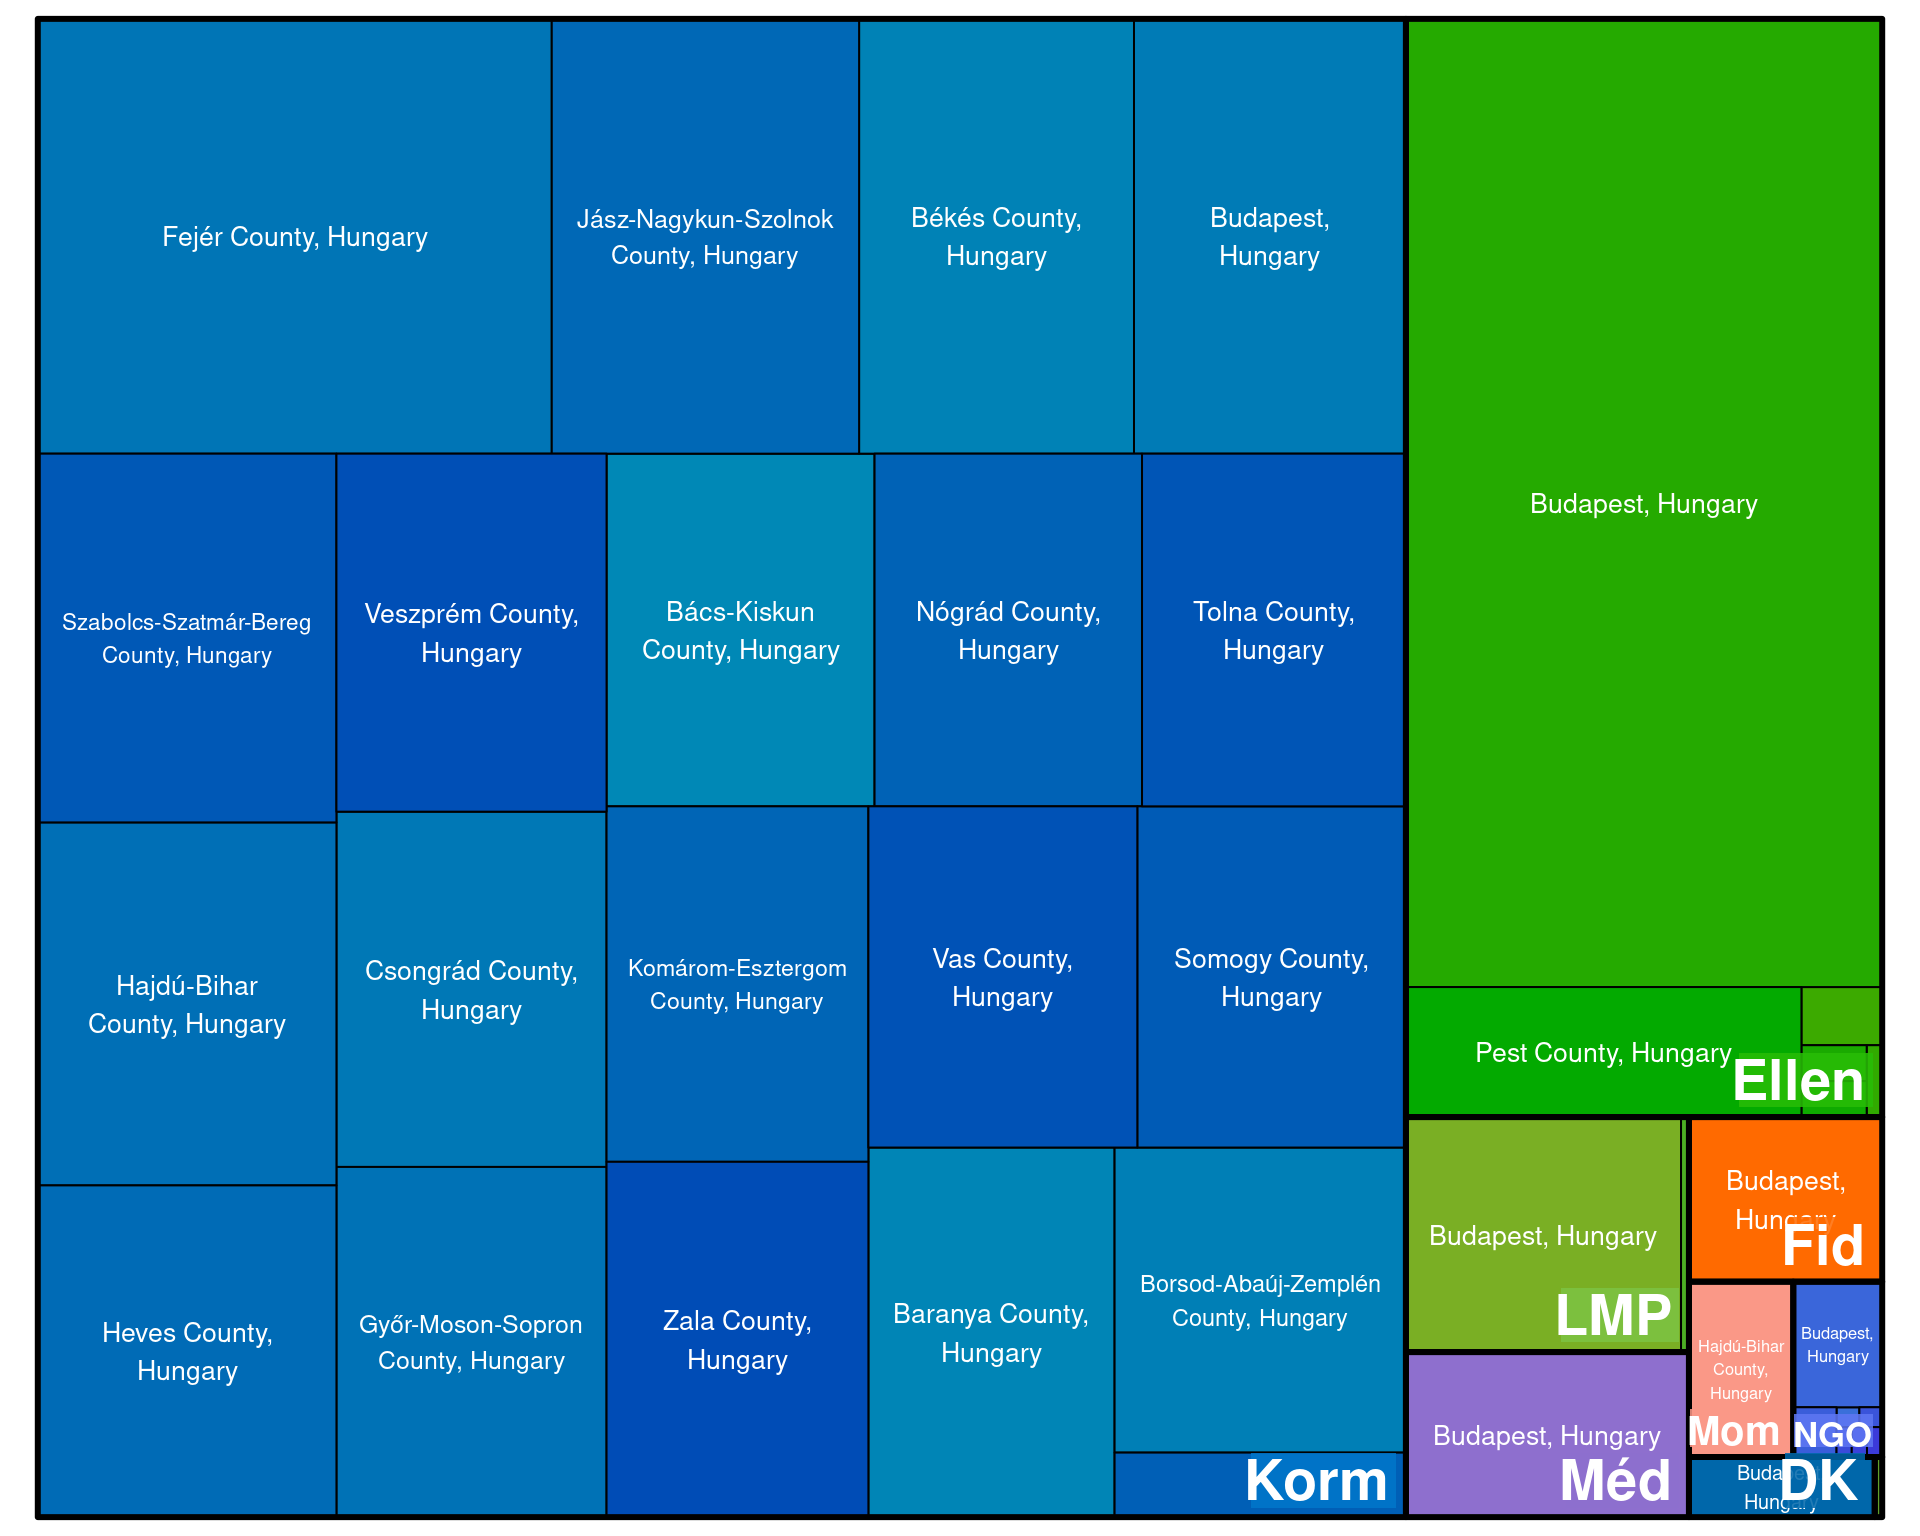 Fejér County, Hungary
Jász-Nagykun-Szolnok
County, Hungary
Békés County,
Hungary
Budapest,
Hungary
Szabolcs-Szatmár-Bereg
County, Hungary
Veszprém County,
Hungary
Bács-Kiskun
County, Hungary
Nógrád County,
Hungary
Tolna County,
Hungary
Hajdú-Bihar
County, Hungary
Csongrád County,
Hungary
Komárom-Esztergom
County, Hungary
Vas County,
Hungary
Somogy County,
Hungary
Heves County,
Hungary
Győr-Moson-Sopron
County, Hungary
Zala County,
Hungary
Baranya County,
Hungary
Borsod-Abaúj-Zemplén
County, Hungary
Korm
Budapest, Hungary
Pest County, Hungary
Ellen
Budapest, Hungary
LMP
Budapest, Hungary
Méd
Budapest,
Hungary
Fid
Hajdú-Bihar
County,
Hungary
Mom
Budapest,
Hungary
NGO
Budapest,
Hungary
DK